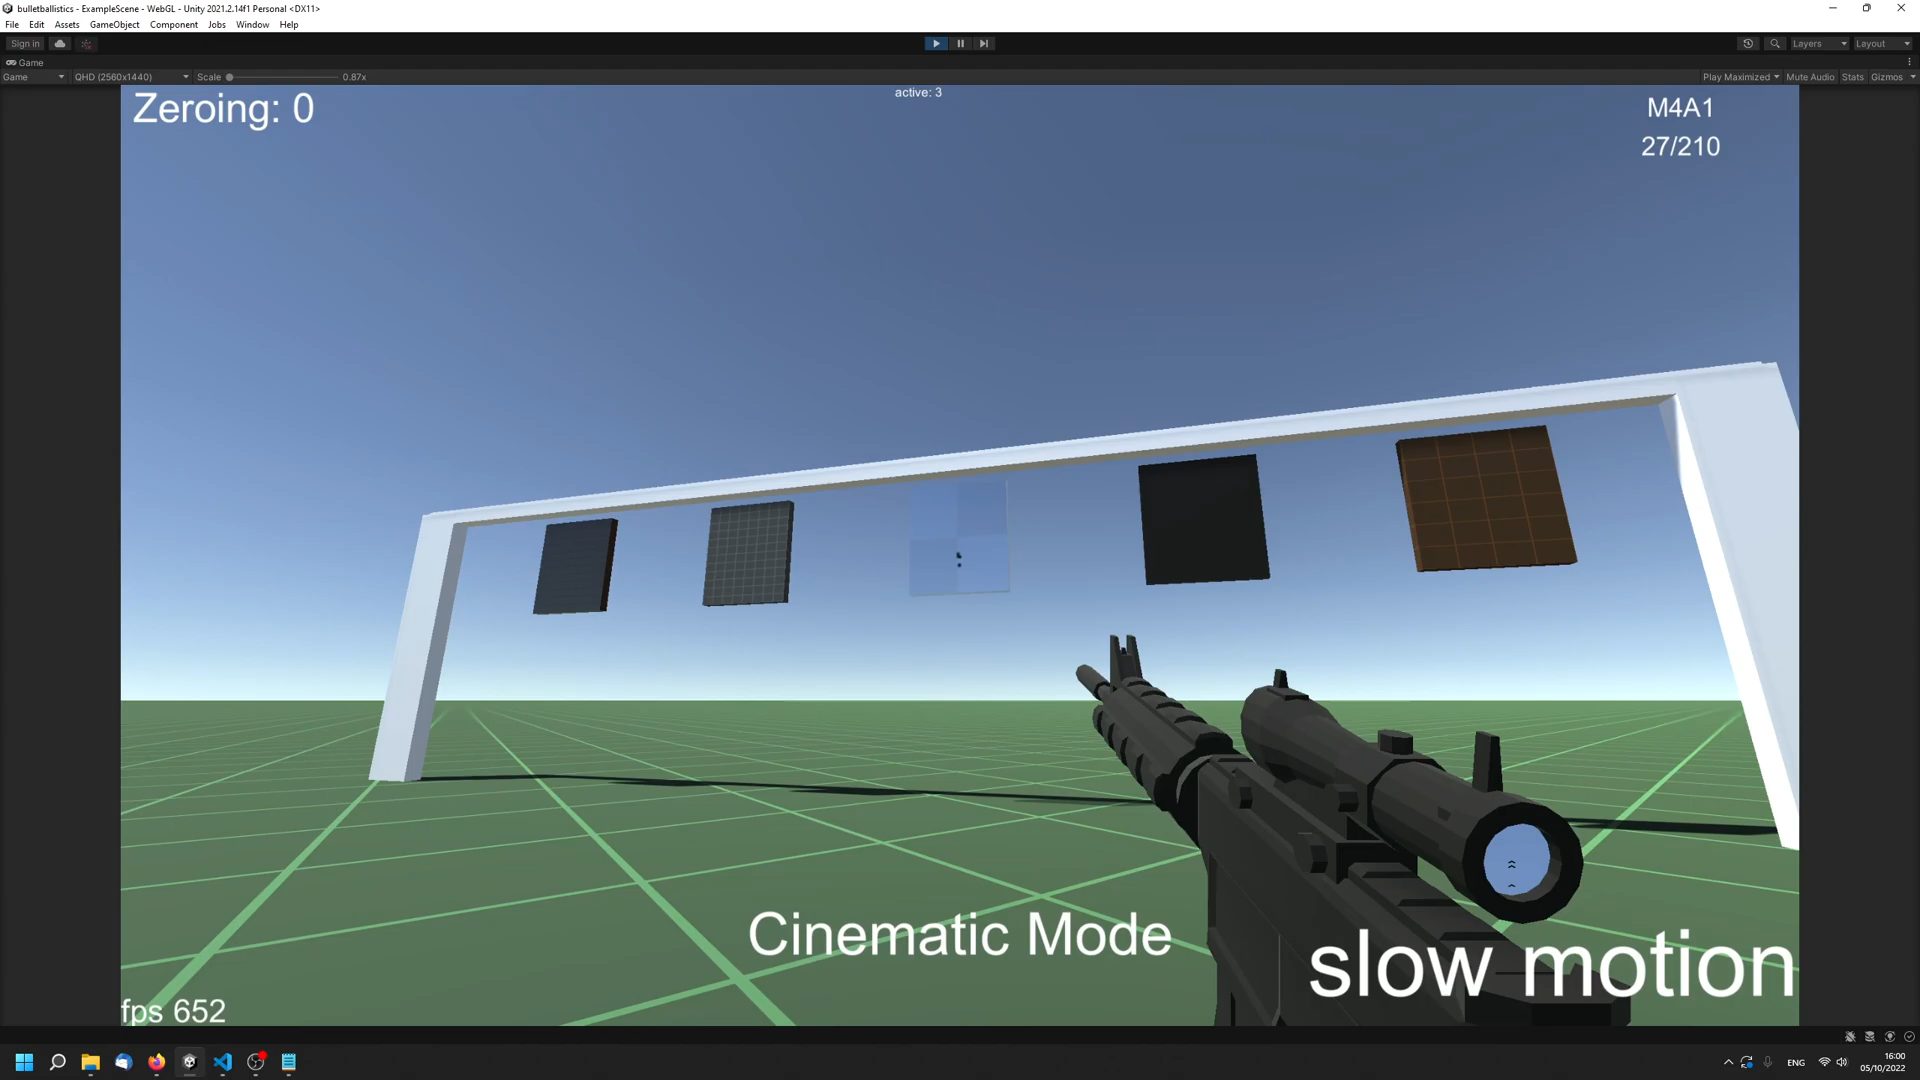 bulletballistics - ExampleScene - WebGL - Unity 2021.2.14f1 Personal <DX11>
File Edit Assets GameObject Component Jobs Window Help
Sign in
Layers
Layout
Game
Game
QHD (2560x1440)
Scale
0.87x
Play Maximized
Mute Audio
Stats
Gizmos
Zeroing: 0
active: 3
M4A1
27/210
Cinematic Mode
slow motion
fps 652
ENG
16:00
05/10/2022